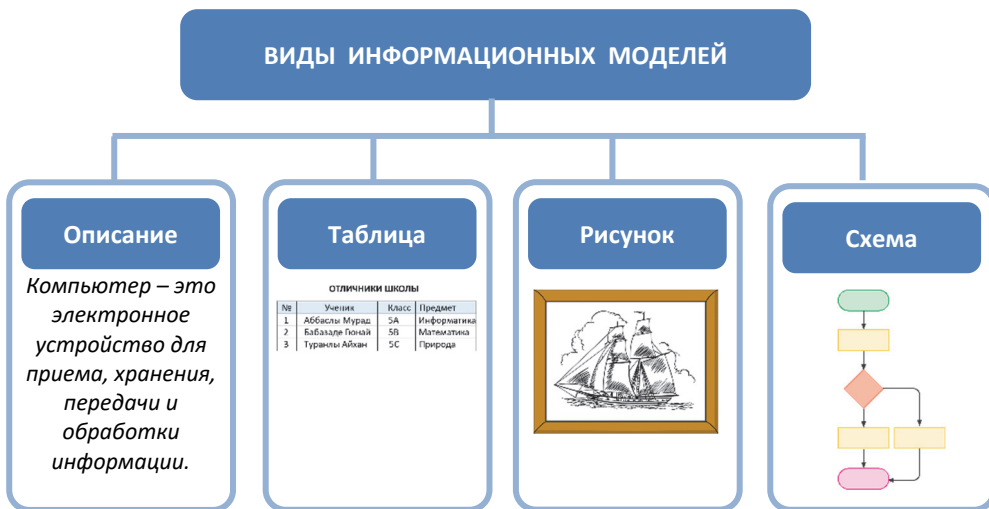 ВИДЫ ИНФОРМАЦИОННЫХ МОДЕЛЕЙ
Описание
Компьютер – это
электронное
устройство для
приема, хранения,
передачи и
обработки
информации.
Таблица
ОТЛИЧНИКИ ШКОЛЫ
№ Ученик Класс Предмет
1 Аббаслы Мурад 5А Информатика
2 Бабазаде Гюнай 5В Математика
3 Туранлы Айхан 5С Природа
Рисунок
Схема